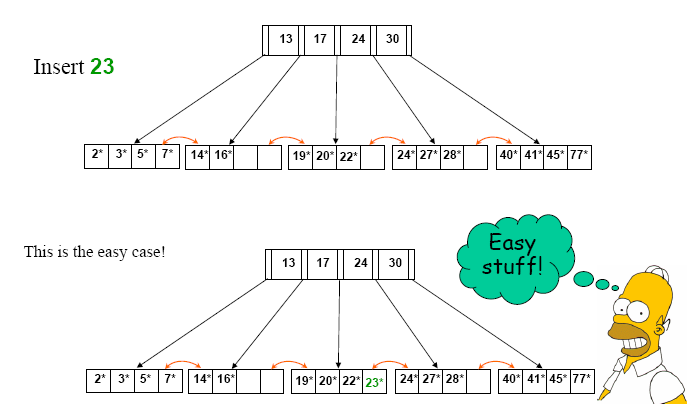 13 17 24 30
Insert 23
2* 3* 5* 7* 14* 16* 19* 20* 22* 24* 27* 28* 40* 41* 45* 77*
This is the easy case!
Easy
stuff!
13 17 24 30
2* 3* 5* 7* 14* 16* 19* 20* 22* 23* 24* 27* 28* 40* 41* 45* 77*